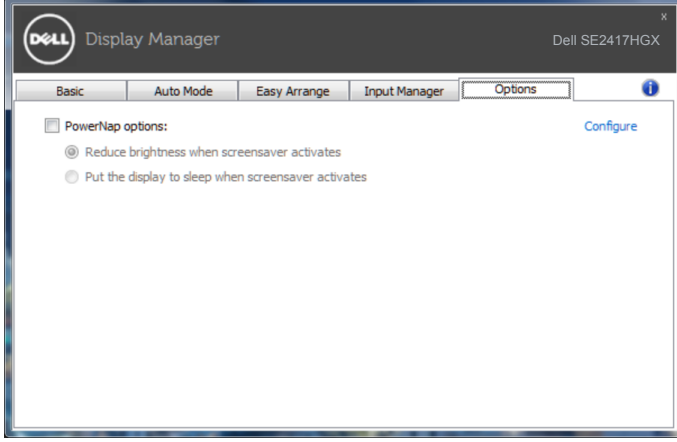 x
DELL Display Manager Dell SE2417HGX
Basic Auto Mode Easy Arrange Input Manager Options i
PowerNap options: Configure
Reduce brightness when screensaver activates
Put the display to sleep when screensaver activates